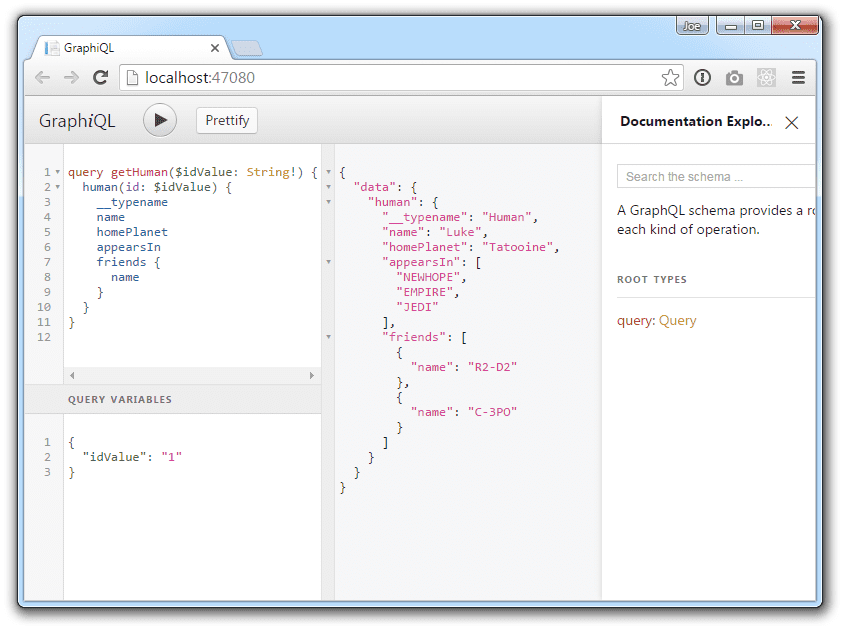 Joe
GraphiQL
localhost:47080
GraphiQL
Prettify
1 query getHuman($idValue: String!) {
2 human(id: $idValue) {
3 __typename
4 name
5 homePlanet
6 appearsIn
7 friends {
8 name
9 }
10 }
11 }
12
QUERY VARIABLES
1 {
2 "idValue": "1"
3 }
{
"data": {
"human": {
"__typename": "Human",
"name": "Luke",
"homePlanet": "Tatooine",
"appearsIn": [
"NEWHOPE",
"EMPIRE",
"JEDI"
],
"friends": [
{
"name": "R2-D2"
},
{
"name": "C-3PO"
}
]
}
}
}
Documentation Explo...
Search the schema ...
A GraphQL schema provides a ro
each kind of operation.
ROOT TYPES
query: Query